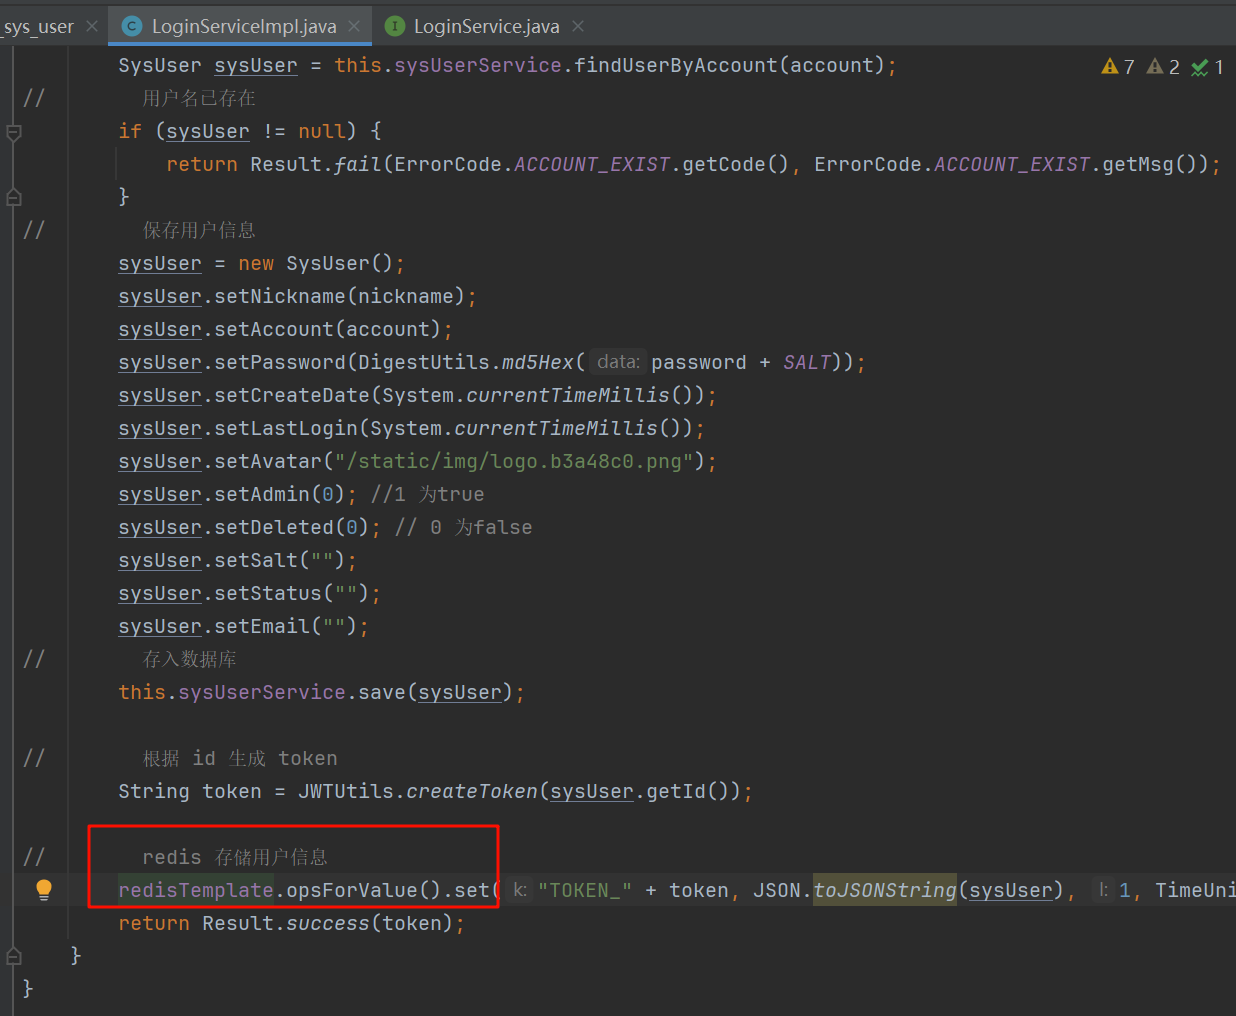 _sys_user × C LoginServiceImpl.java × I LoginService.java ×
SysUser sysUser = this.sysUserService.findUserByAccount(account); 7 2 1
// 用户名已存在
if (sysUser != null) {
return Result.fail(ErrorCode.ACCOUNT_EXIST.getCode(), ErrorCode.ACCOUNT_EXIST.getMsg());
}
// 保存用户信息
sysUser = new SysUser();
sysUser.setNickname(nickname);
sysUser.setAccount(account);
sysUser.setPassword(DigestUtils.md5Hex( data: password + SALT));
sysUser.setCreateDate(System.currentTimeMillis());
sysUser.setLastLogin(System.currentTimeMillis());
sysUser.setAvatar("/static/img/logo.b3a48c0.png");
sysUser.setAdmin(0); //1 为true
sysUser.setDeleted(0); // 0 为false
sysUser.setSalt("");
sysUser.setStatus("");
sysUser.setEmail("");
// 存入数据库
this.sysUserService.save(sysUser);
// 根据 id 生成 token
String token = JWTUtils.createToken(sysUser.getId());
// redis 存储用户信息
redisTemplate.opsForValue().set( k: "TOKEN_" + token, JSON.toJSONString(sysUser), l: 1, TimeUni
return Result.success(token);
}
}